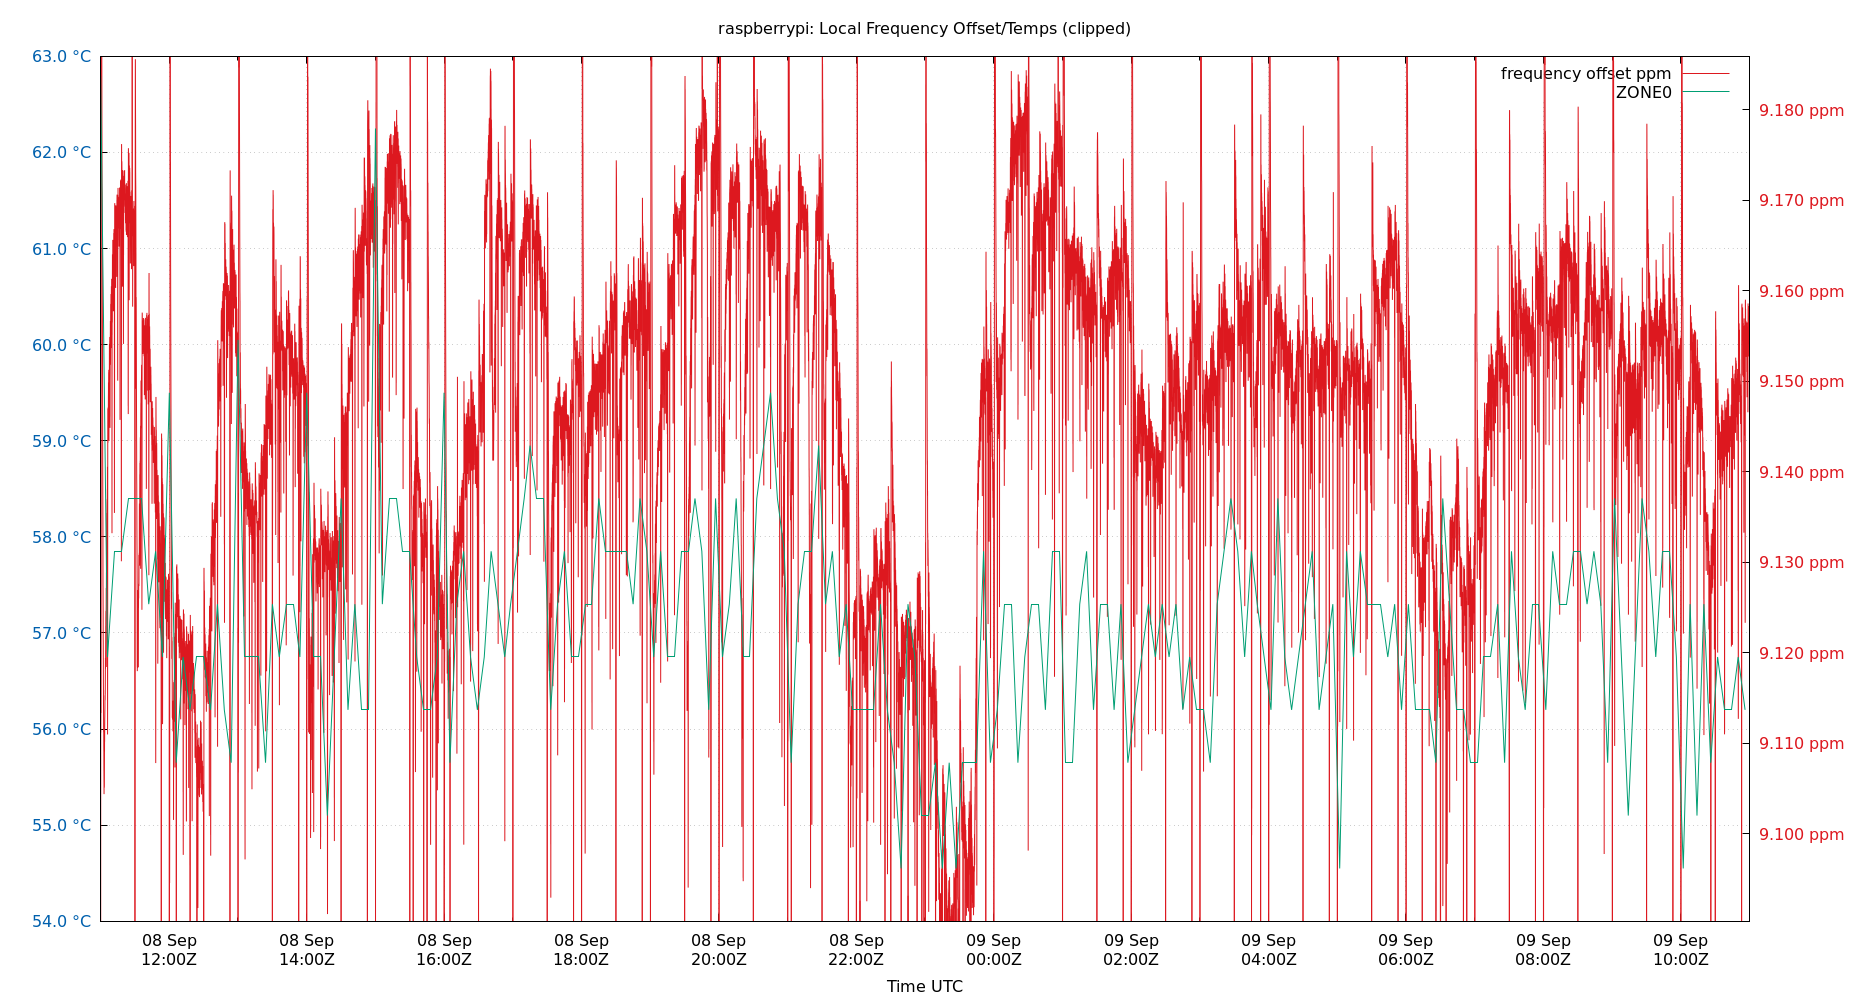 raspberrypi: Local Frequency Offset/Temps (clipped)
63.0 °C
62.0 °C
61.0 °C
60.0 °C
59.0 °C
58.0 °C
57.0 °C
56.0 °C
55.0 °C
54.0 °C
frequency offset ppm
ZONE0
9.180 ppm
9.170 ppm
9.160 ppm
9.150 ppm
9.140 ppm
9.130 ppm
9.120 ppm
9.110 ppm
9.100 ppm
08 Sep 08 Sep 08 Sep 08 Sep 08 Sep 08 Sep 09 Sep 09 Sep 09 Sep 09 Sep 09 Sep 09 Sep
12:00Z 14:00Z 16:00Z 18:00Z 20:00Z 22:00Z 00:00Z 02:00Z 04:00Z 06:00Z 08:00Z 10:00Z
Time UTC